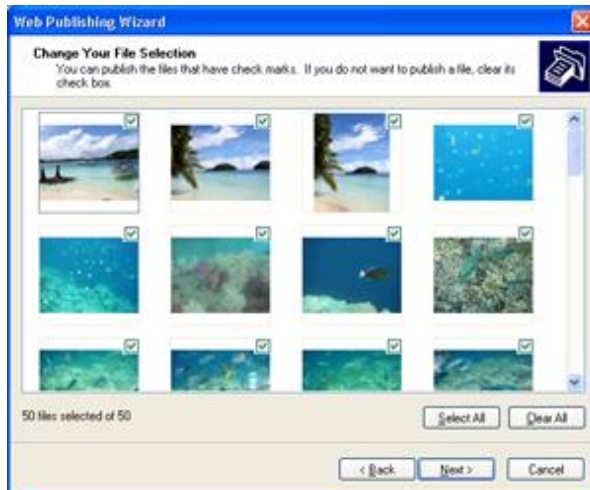 Web Publishing Wizard
Change Your File Selection
You can publish the files that have check marks. If you do not want to publish a file, clear its
check box.
50 files selected of 50
Select All
Clear All
< Back
Next >
Cancel